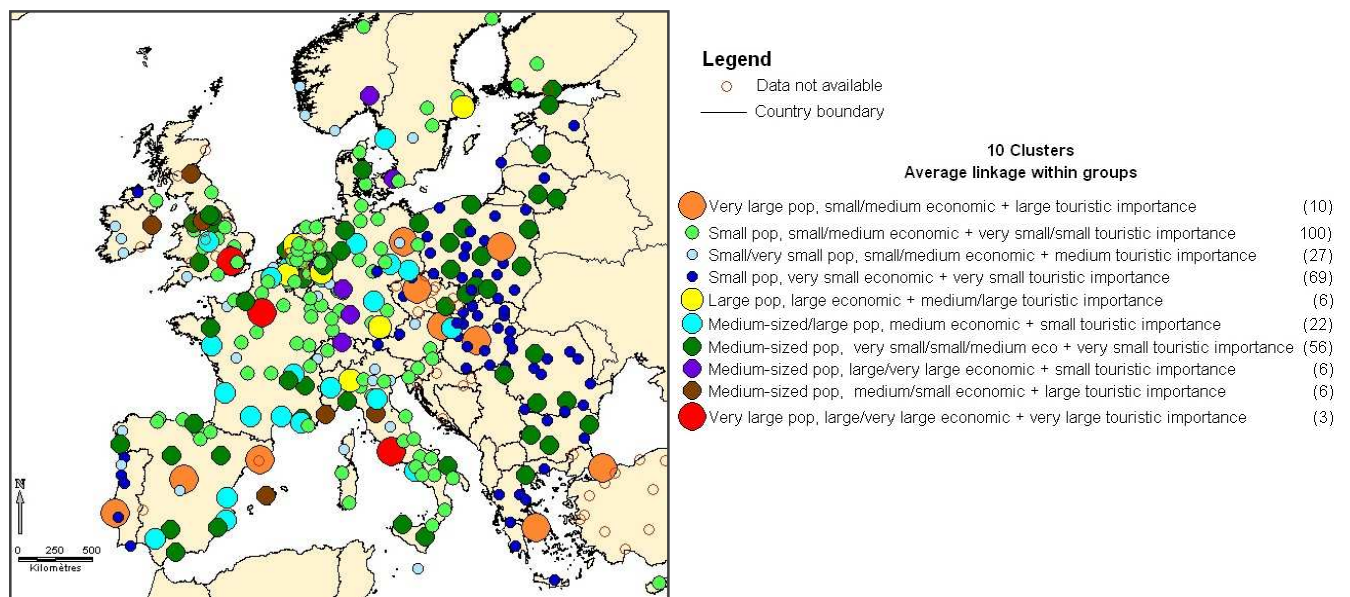 Legend
Data not available
Country boundary
10 Clusters
Average linkage within groups
Very large pop, small/medium economic + large touristic importance (10)
Small pop, small/medium economic + very small/small touristic importance 100)
Small/very small pop, small/medium economic + medium touristic importance (27)
Small pop, very small economic + very small touristic importance (69)
Large pop, large economic + medium/large touristic importance (6)
Medium-sized/large pop, medium economic + small touristic importance (22)
Medium-sized pop, very small/small/medium eco + very small touristic importance (56)
Medium-sized pop, large/very large economic + small touristic importance (6)
Medium-sized pop, medium/small economic + large touristic importance (6)
Very large pop, large/very large economic + very large touristic importance (3)
N
0 250 500
Kilomètres